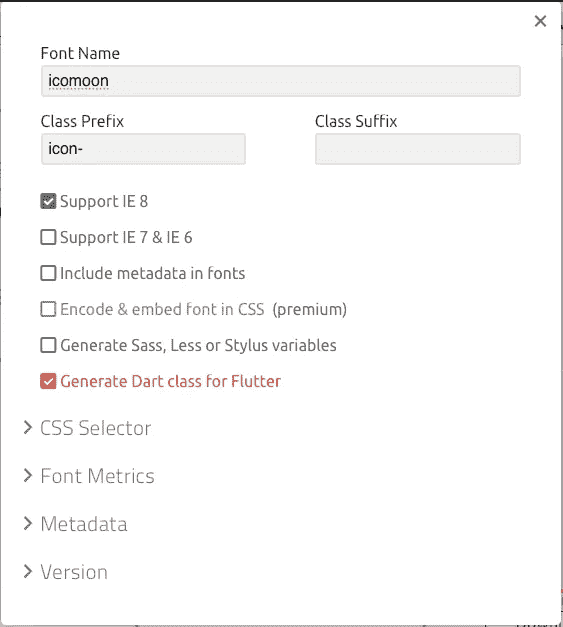 Font Name
icomoon
Class Prefix
Class Suffix
icon-
Support IE 8
Support IE 7 & IE 6
Include metadata in fonts
Encode & embed font in CSS (premium)
Generate Sass, Less or Stylus variables
Generate Dart class for Flutter
CSS Selector
Font Metrics
Metadata
Version